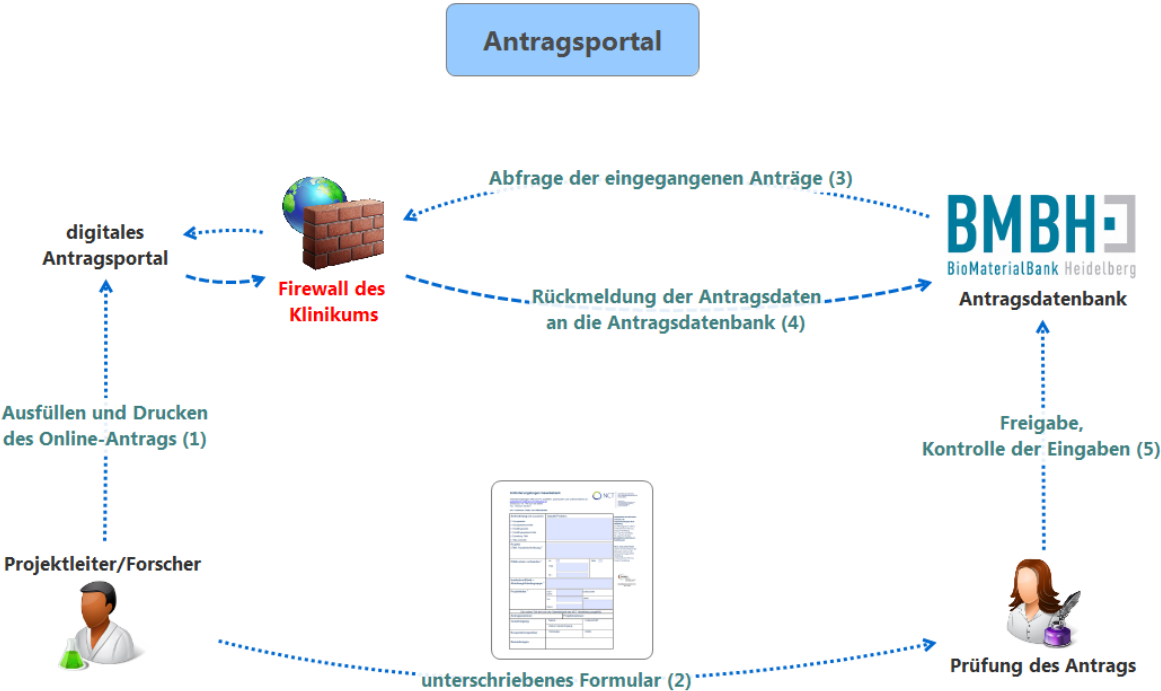 Antragsportal
Abfrage der eingegangenen Anträge (3)
digitales
Antragsportal
Firewall des
Klinikums
BMBH
BioMaterialBank Heidelberg
Antragsdatenbank
Rückmeldung der Antragsdaten
an die Antragsdatenbank (4)
Ausfüllen und Drucken
des Online-Antrags (1)
Freigabe,
Kontrolle der Eingaben (5)
NCT
Projektleiter/Forscher
Prüfung des Antrags
unterschriebenes Formular (2)